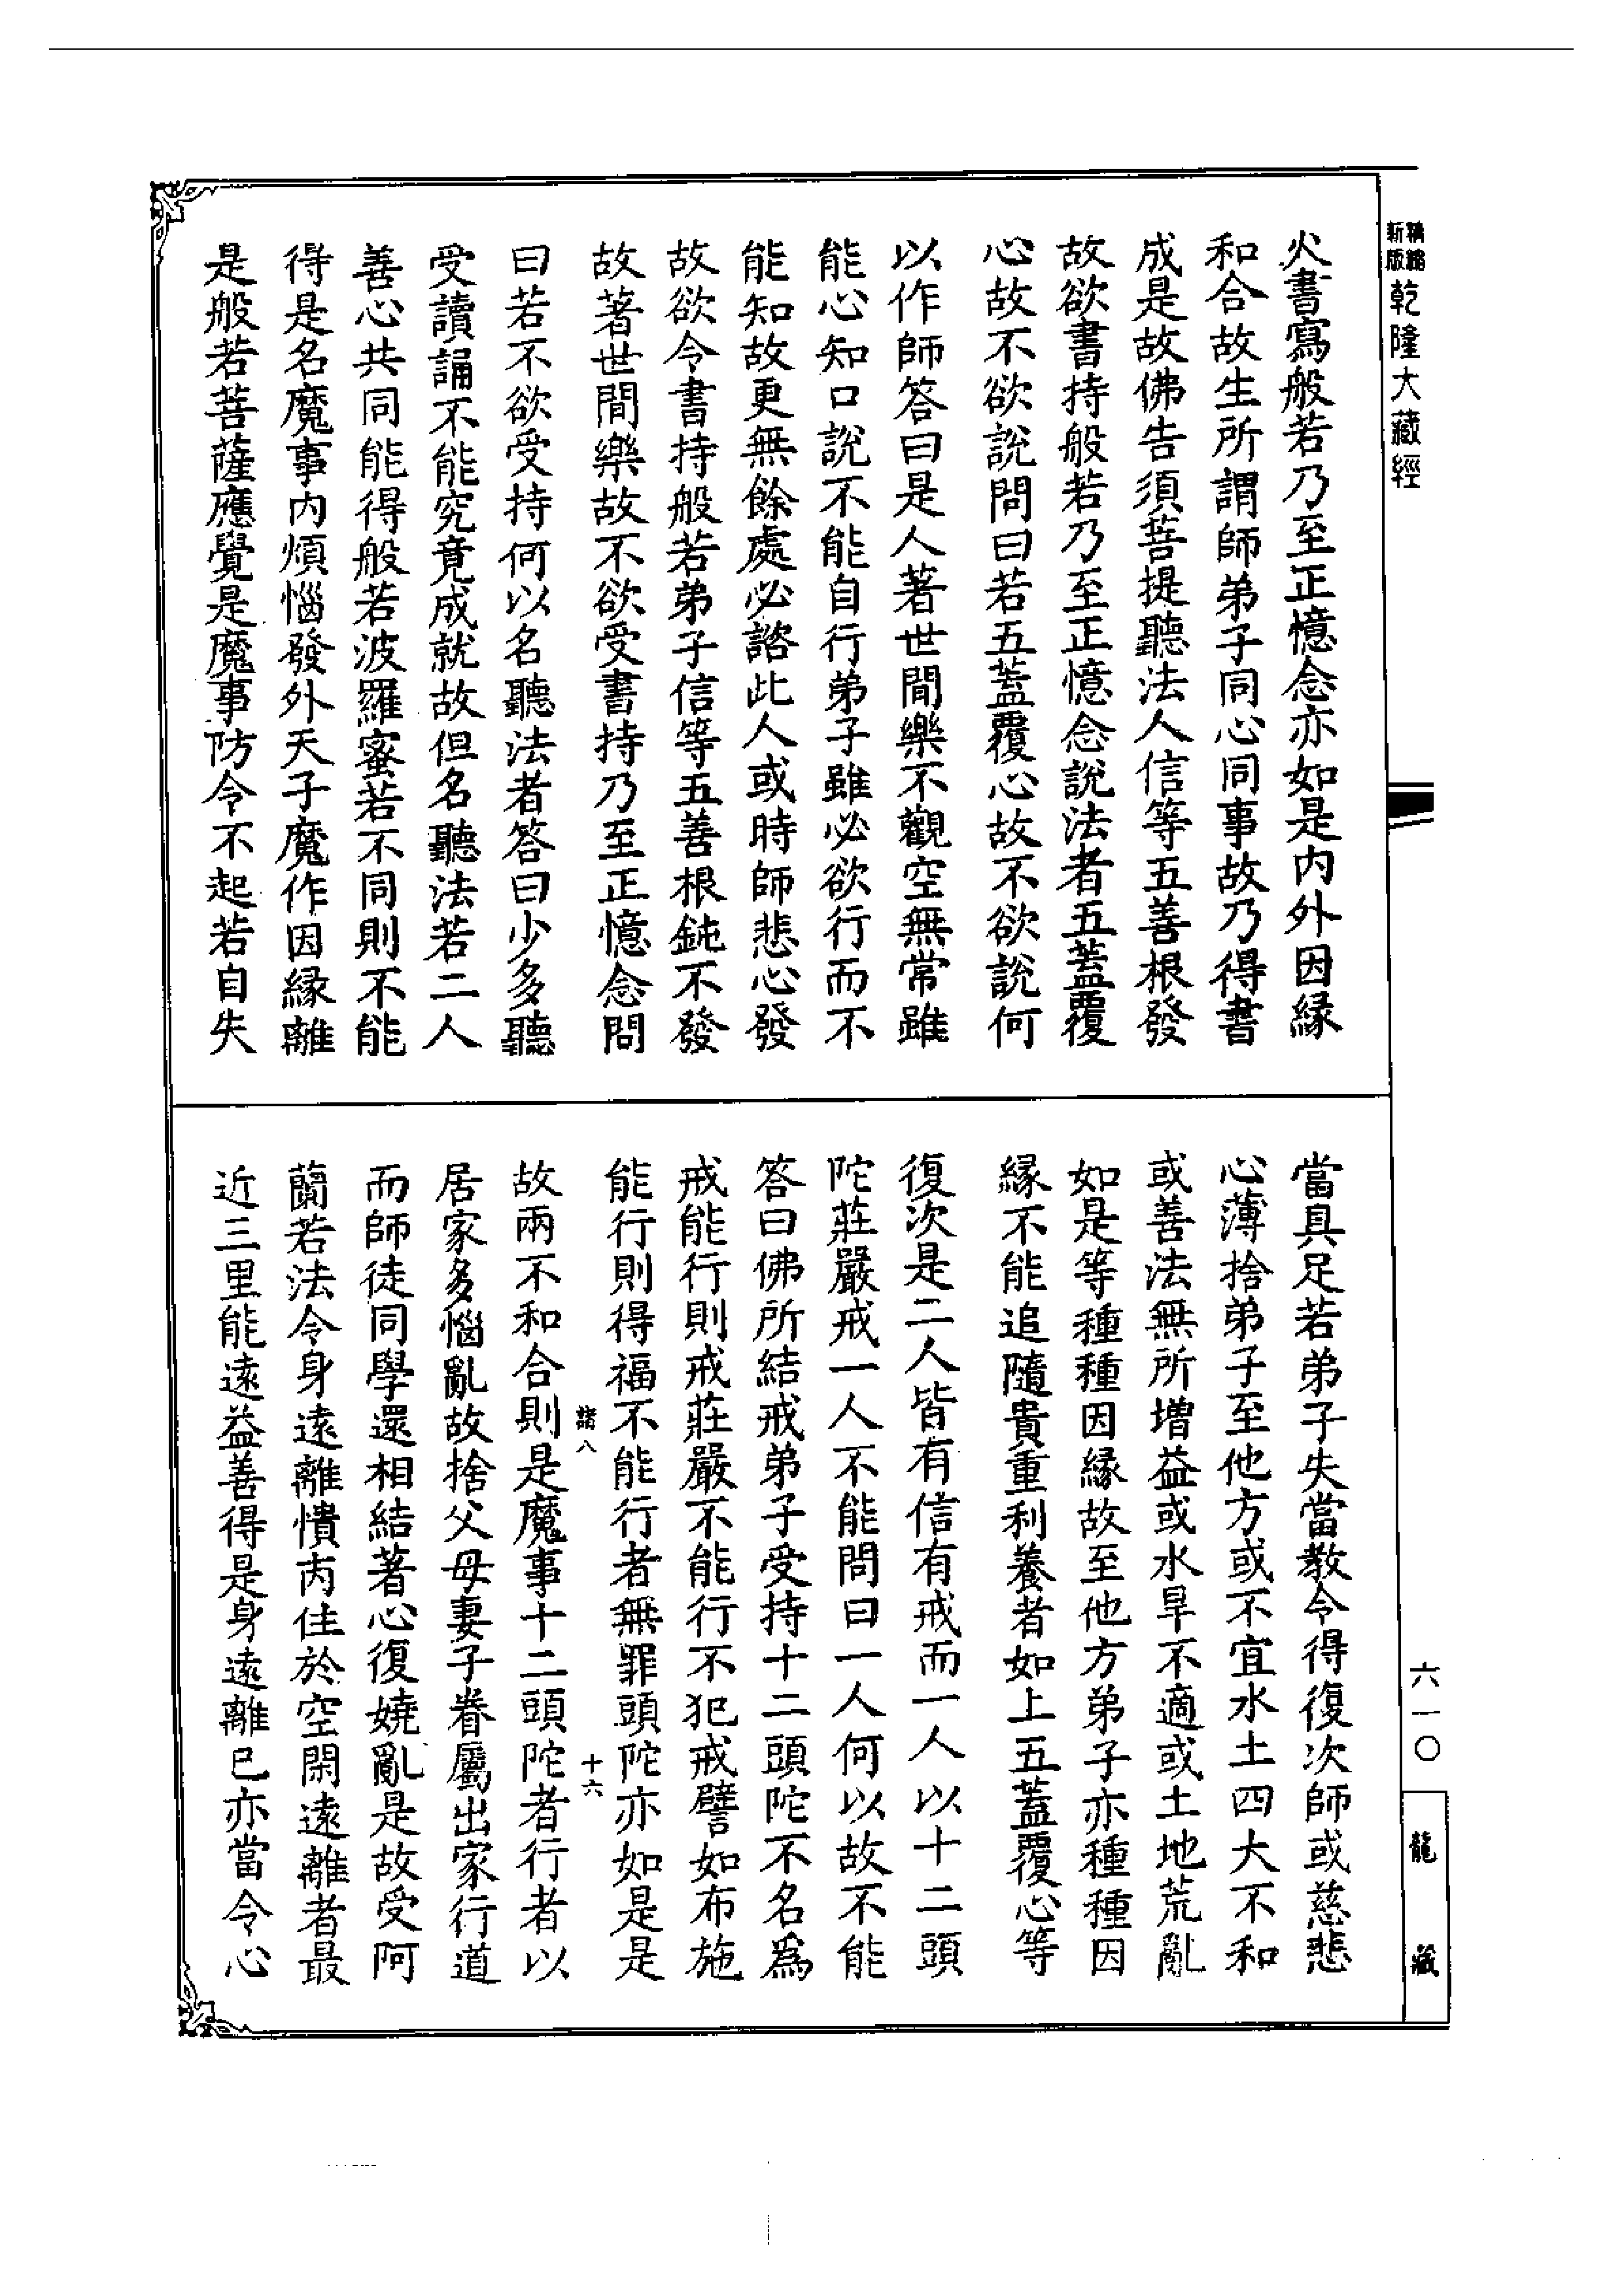 精縮新版乾隆大藏經
火書寫般若乃至正憶念亦如是內外因緣
和合故生所謂師弟子同心同事故乃得書
成是故佛告須菩提聽法人信等五善根發
故欲書持般若乃至正憶念說法者五蓋覆
心故不欲說問曰若五蓋覆心故不欲說何
以作師答曰是人著世間樂不觀空無常雖
能心知口說不能自行弟子雖必欲行而不
能知故更無餘處必諮此人或時師悲心發
故欲令書持般若弟子信等五善根鈍不發
故著世間樂故不欲受書持乃至正憶念問
曰若不欲受持何以名聽法者答曰少多聽
受讀誦不能究竟成就故但名聽法若二人
善心共同能得般若波羅蜜若不同則不能
得是名魔事內煩惱發外天子魔作因緣離
是般若菩薩應覺是魔事防令不起若自失
當具足若弟子失當教令得復次師或慈悲
心薄捨弟子至他方或不宜水土四大不和
或善法無所增益或水旱不適或土地荒亂
如是等種種因緣故至他方弟子亦種種因
緣不能追隨貴重利養者如上五蓋覆心等
復次是二人皆有信有戒而一人以十二頭
陀莊嚴戒一人不能問曰一人何以故不能
答曰佛所結戒弟子受持十二頭陀不名為
戒能行則戒莊嚴不能行不犯戒譬如布施
能行則得福不能行者無罪頭陀亦如是是
諸八 十六
故兩不和合則是魔事十二頭陀者行者以
居家多惱亂故捨父母妻子眷屬出家行道
而師徒同學還相結著心復嬈亂是故受阿
蘭若法令身遠離憒丙住於空閑遠離者最
近三里能遠益善得是身遠離已亦當令心
六一〇
龍藏